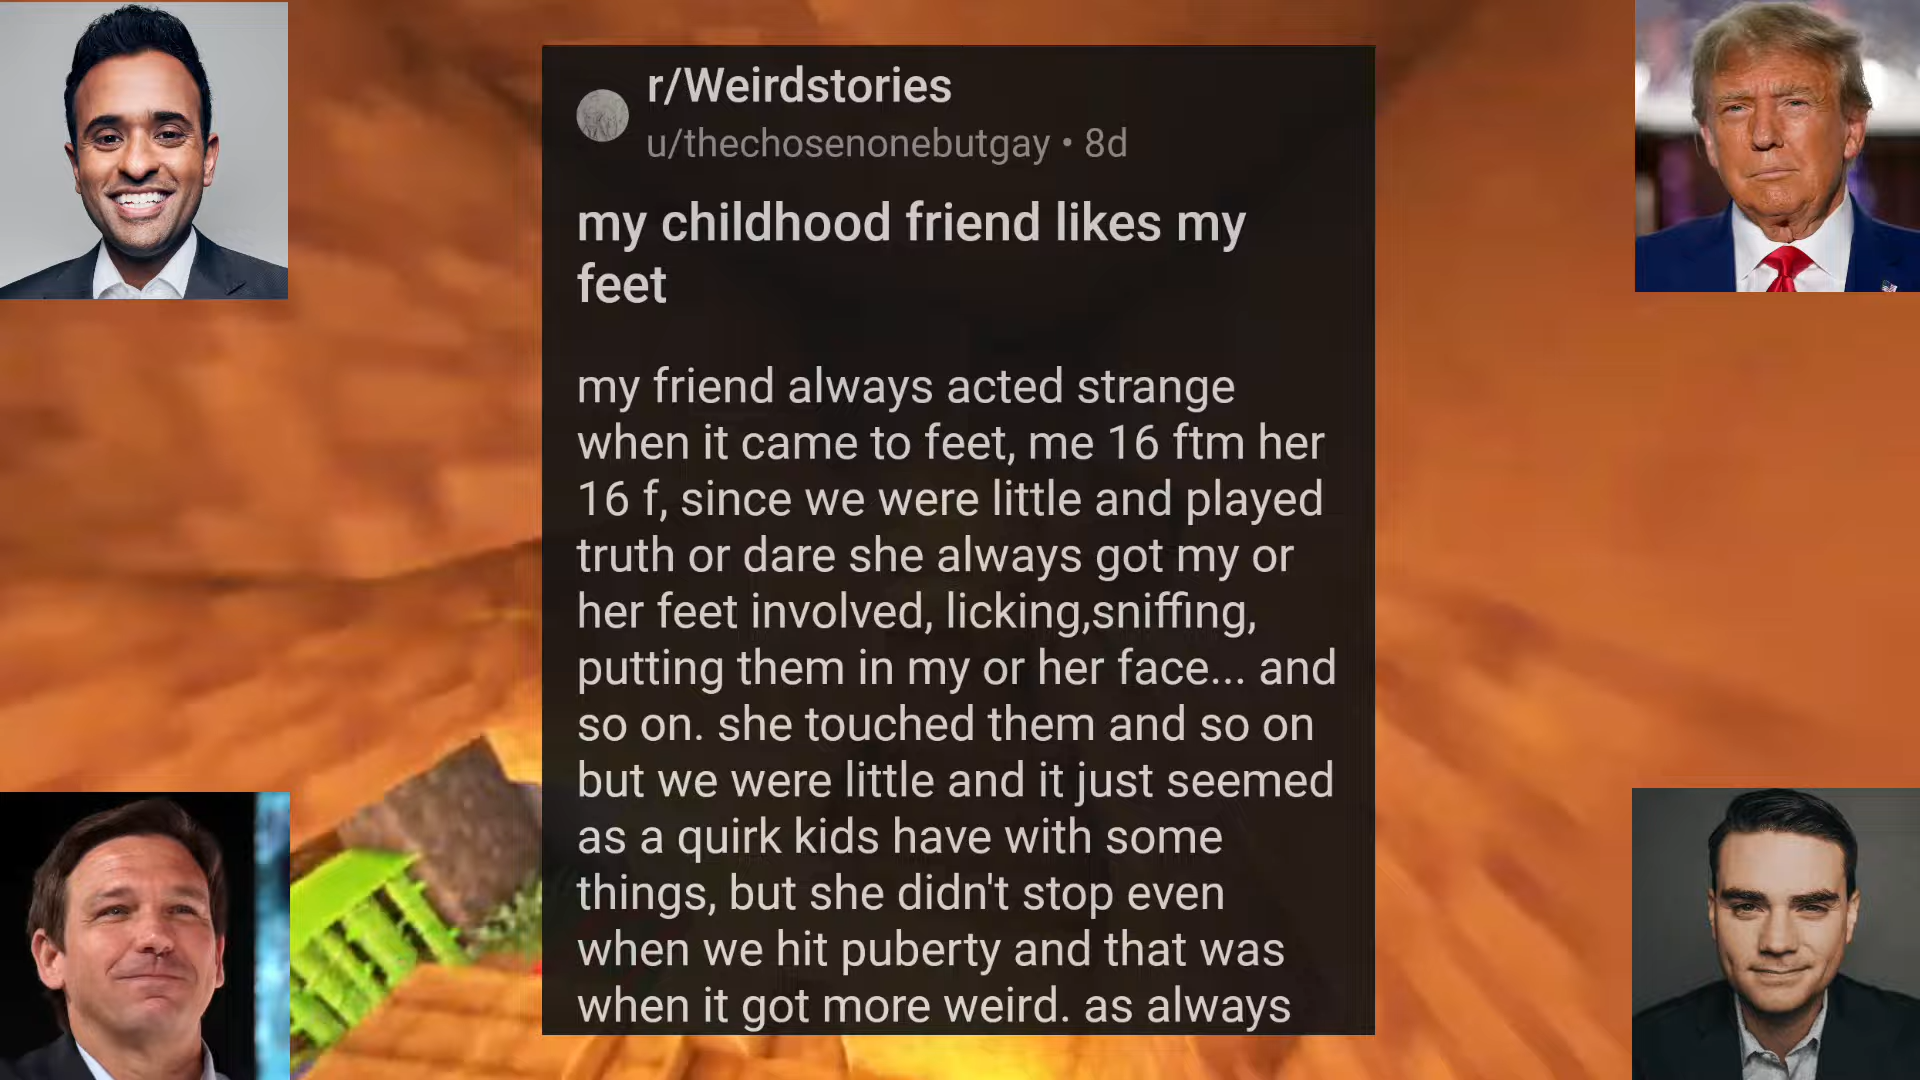 r/Weirdstories
u/thechosenonebutgay • 8d
my childhood friend likes my
feet
my friend always acted strange
when it came to feet, me 16 ftm her
16 f, since we were little and played
truth or dare she always got my or
her feet involved, licking,sniffing,
putting them in my or her face... and
so on. she touched them and so on
but we were little and it just seemed
as a quirk kids have with some
things, but she didn't stop even
when we hit puberty and that was
when it got more weird. as always